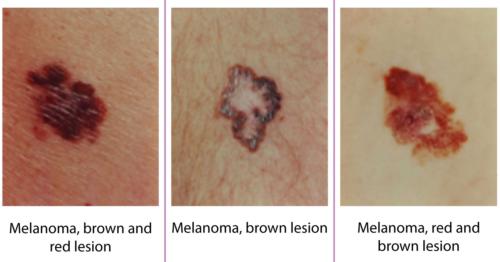 Melanoma, brown and
red lesion
Melanoma, brown lesion
Melanoma, red and
brown lesion